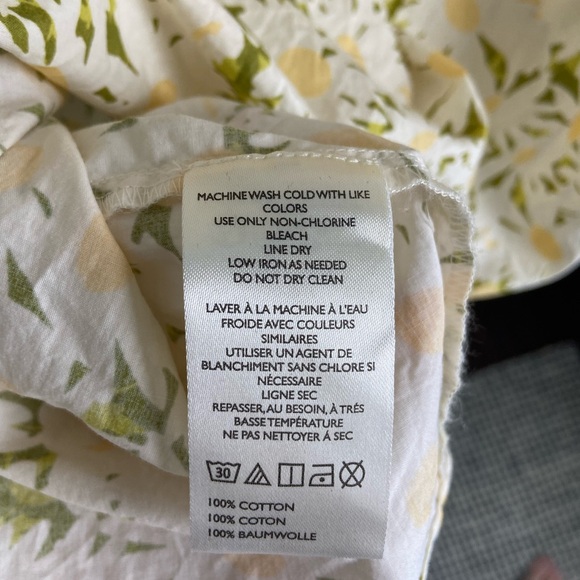 MACHINE WASH COLD WITH LIKE
COLORS
USE ONLY NON-CHLORINE
BLEACH
LINE DRY
LOW IRON AS NEEDED
DO NOT DRY CLEAN
LAVER À LA MACHINE À L'EAU
FROIDE AVEC COULEURS
SIMILAIRES
UTILISER UN AGENT DE
BLANCHIMENT SANS CHLORE SI
NÉCESSAIRE
LIGNE SEC
REPASSER, AU BESOIN, À TRÉS
BASSE TEMPÉRATURE
NE PAS NETTOYER Á SEC
30
100% COTTON
100% COTON
100% BAUMWOLLE